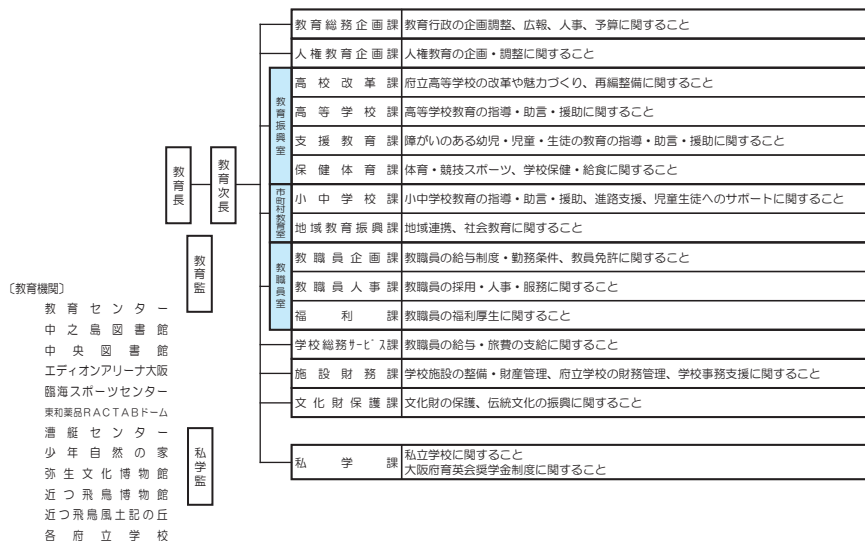 教育長
教育次長
教育監
私学監
教育総務企画課 教育行政の企画調整、広報、人事、予算に関すること
人権教育企画課 人権教育の企画・調整に関すること
教育振興室
高校改革課 府立高等学校の改革や魅力づくり、再編整備に関すること
高等学校課 高等学校教育の指導・助言・援助に関すること
支援教育課 障がいのある幼児・児童・生徒の教育の指導・助言・援助に関すること
保健体育課 体育・競技スポーツ、学校保健・給食に関すること
市町村教育室
小中学校課 小中学校教育の指導・助言・援助、進路支援、児童生徒へのサポートに関すること
地域教育振興課 地域連携、社会教育に関すること
教職員室
教職員企画課 教職員の給与制度・勤務条件、教員免許に関すること
教職員人事課 教職員の採用・人事・服務に関すること
福利課 教職員の福利厚生に関すること
学校総務ｻｰﾋﾞｽ課 教職員の給与・旅費の支給に関すること
施設財務課 学校施設の整備・財産管理、府立学校の財務管理、学校事務支援に関すること
文化財保護課 文化財の保護、伝統文化の振興に関すること
私学課 私立学校に関すること
大阪府育英会奨学金制度に関すること
〔教育機関〕
教育センター
中之島図書館
中央図書館
エディオンアリーナ大阪
臨海スポーツセンター
東和薬品RACTABドーム
漕艇センター
少年自然の家
弥生文化博物館
近つ飛鳥博物館
近つ飛鳥風土記の丘
各府立学校